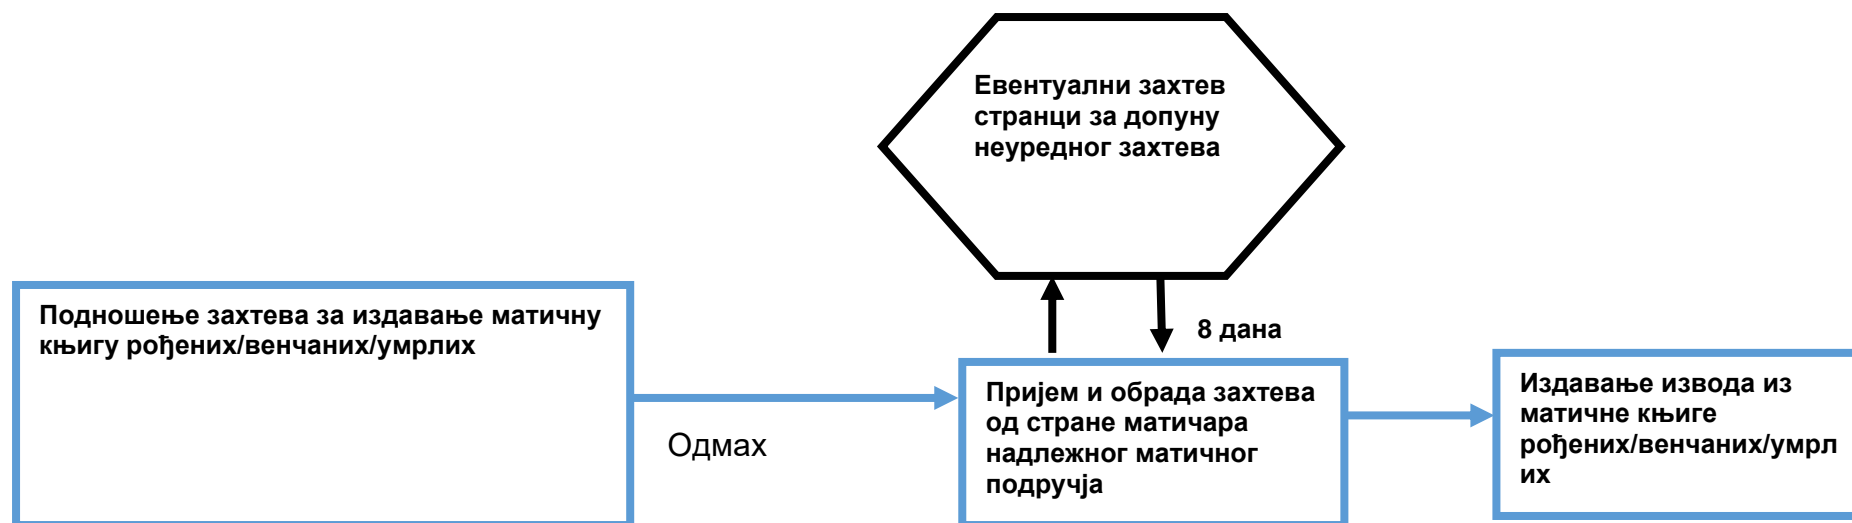 Евентуални захтев
странци за допуну
неуредног захтева
Подношење захтева за издавање матичну
књигу рођених/венчаних/умрлих
8 дана
Одмах
Пријем и обрада захтева
од стране матичара
надлежног матичног
подручја
Издавање извода из
матичне књиге
рођених/венчаних/умрл
их